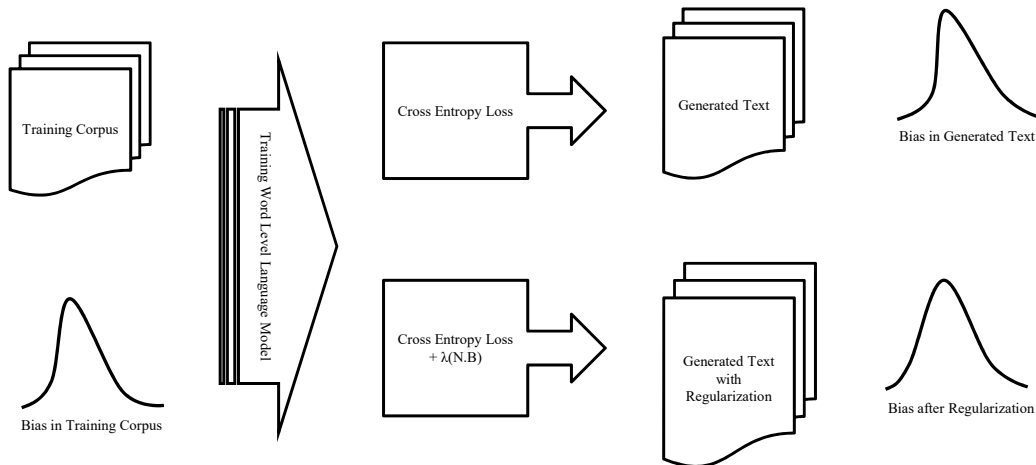 Training Corpus
Bias in Training Corpus
Training Word Level Language Model
Cross Entropy Loss
Generated Text
Bias in Generated Text
Cross Entropy Loss
+ λ(N.B)
Generated Text
with
Regularization
Bias after Regularization